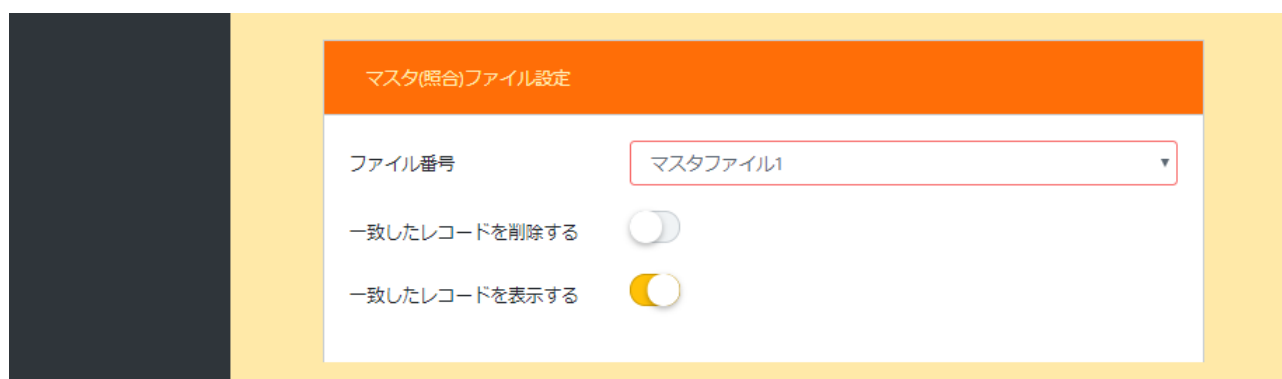 マスタ(照合)ファイル設定
ファイル番号 マスタファイル1
一致したレコードを削除する
一致したレコードを表示する